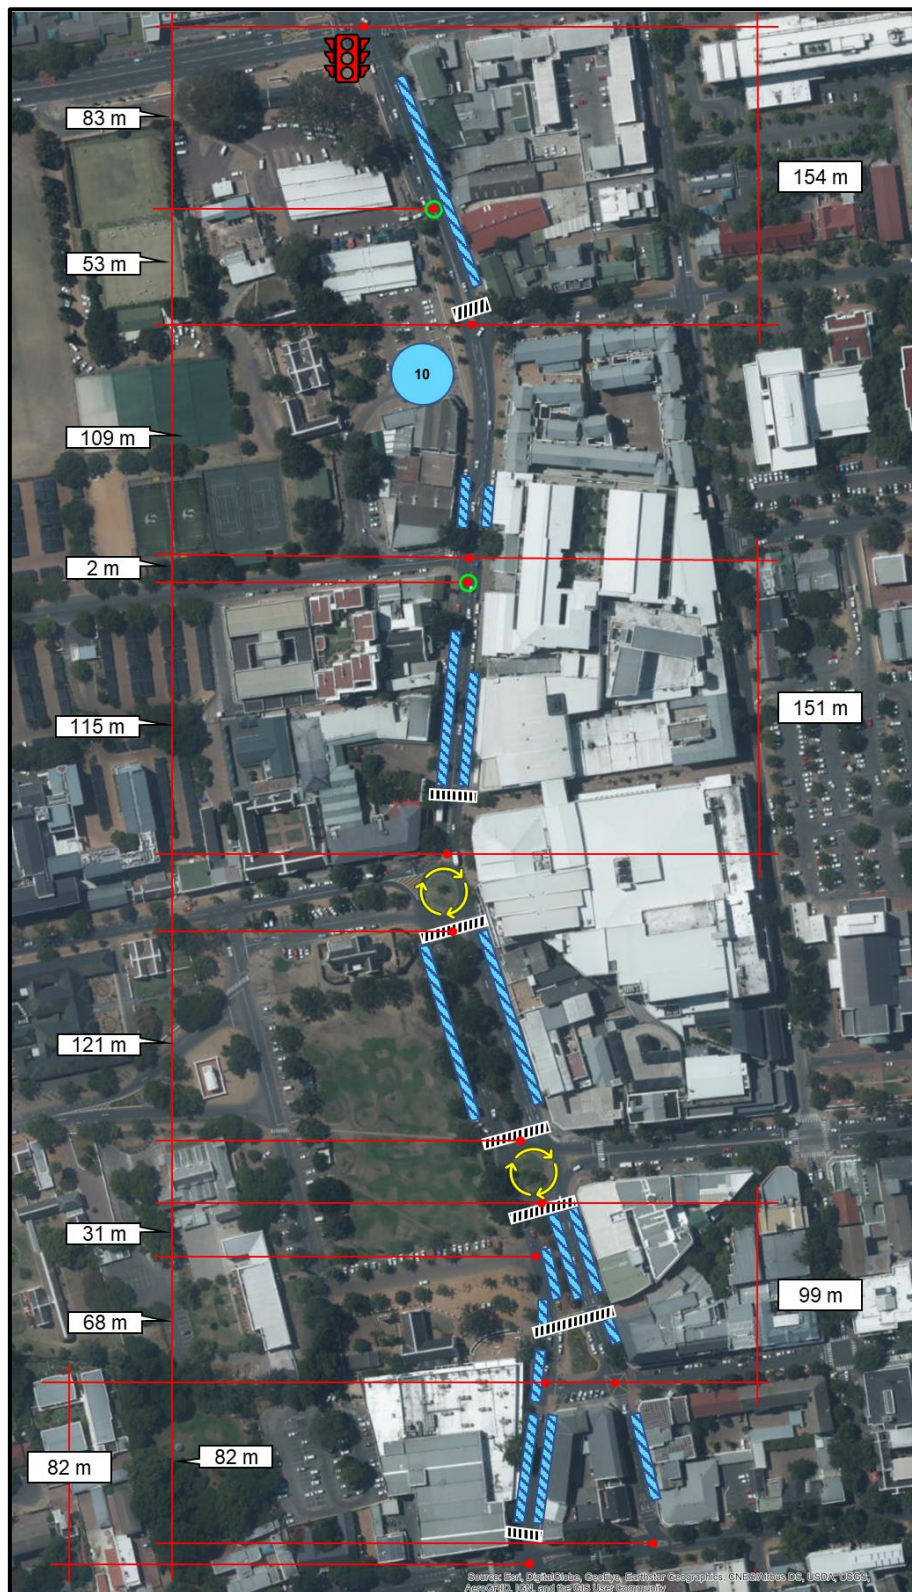 83 m
154 m
53 m
10
109 m
2 m
115 m
151 m
121 m
31 m
99 m
68 m
82 m
82 m
Source: Esri, DigitalGlobe, GeoEye, Earthstar Geographics, CNES/Airbus DS, USDA, USGS,
AeroGRID, IGN, and the GIS User Community